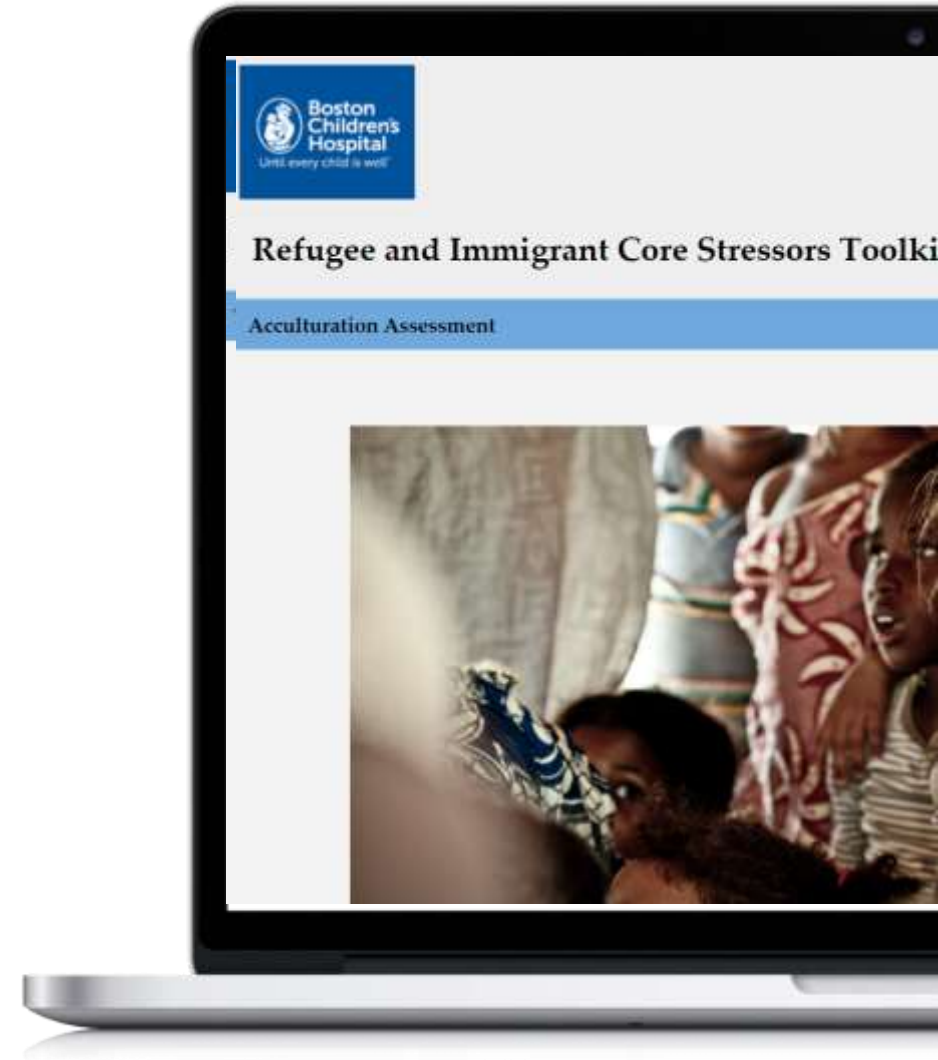 Boston
Children's
Hospital
Until every child is well
Refugee and Immigrant Core Stressors Toolki
Acculturation Assessment